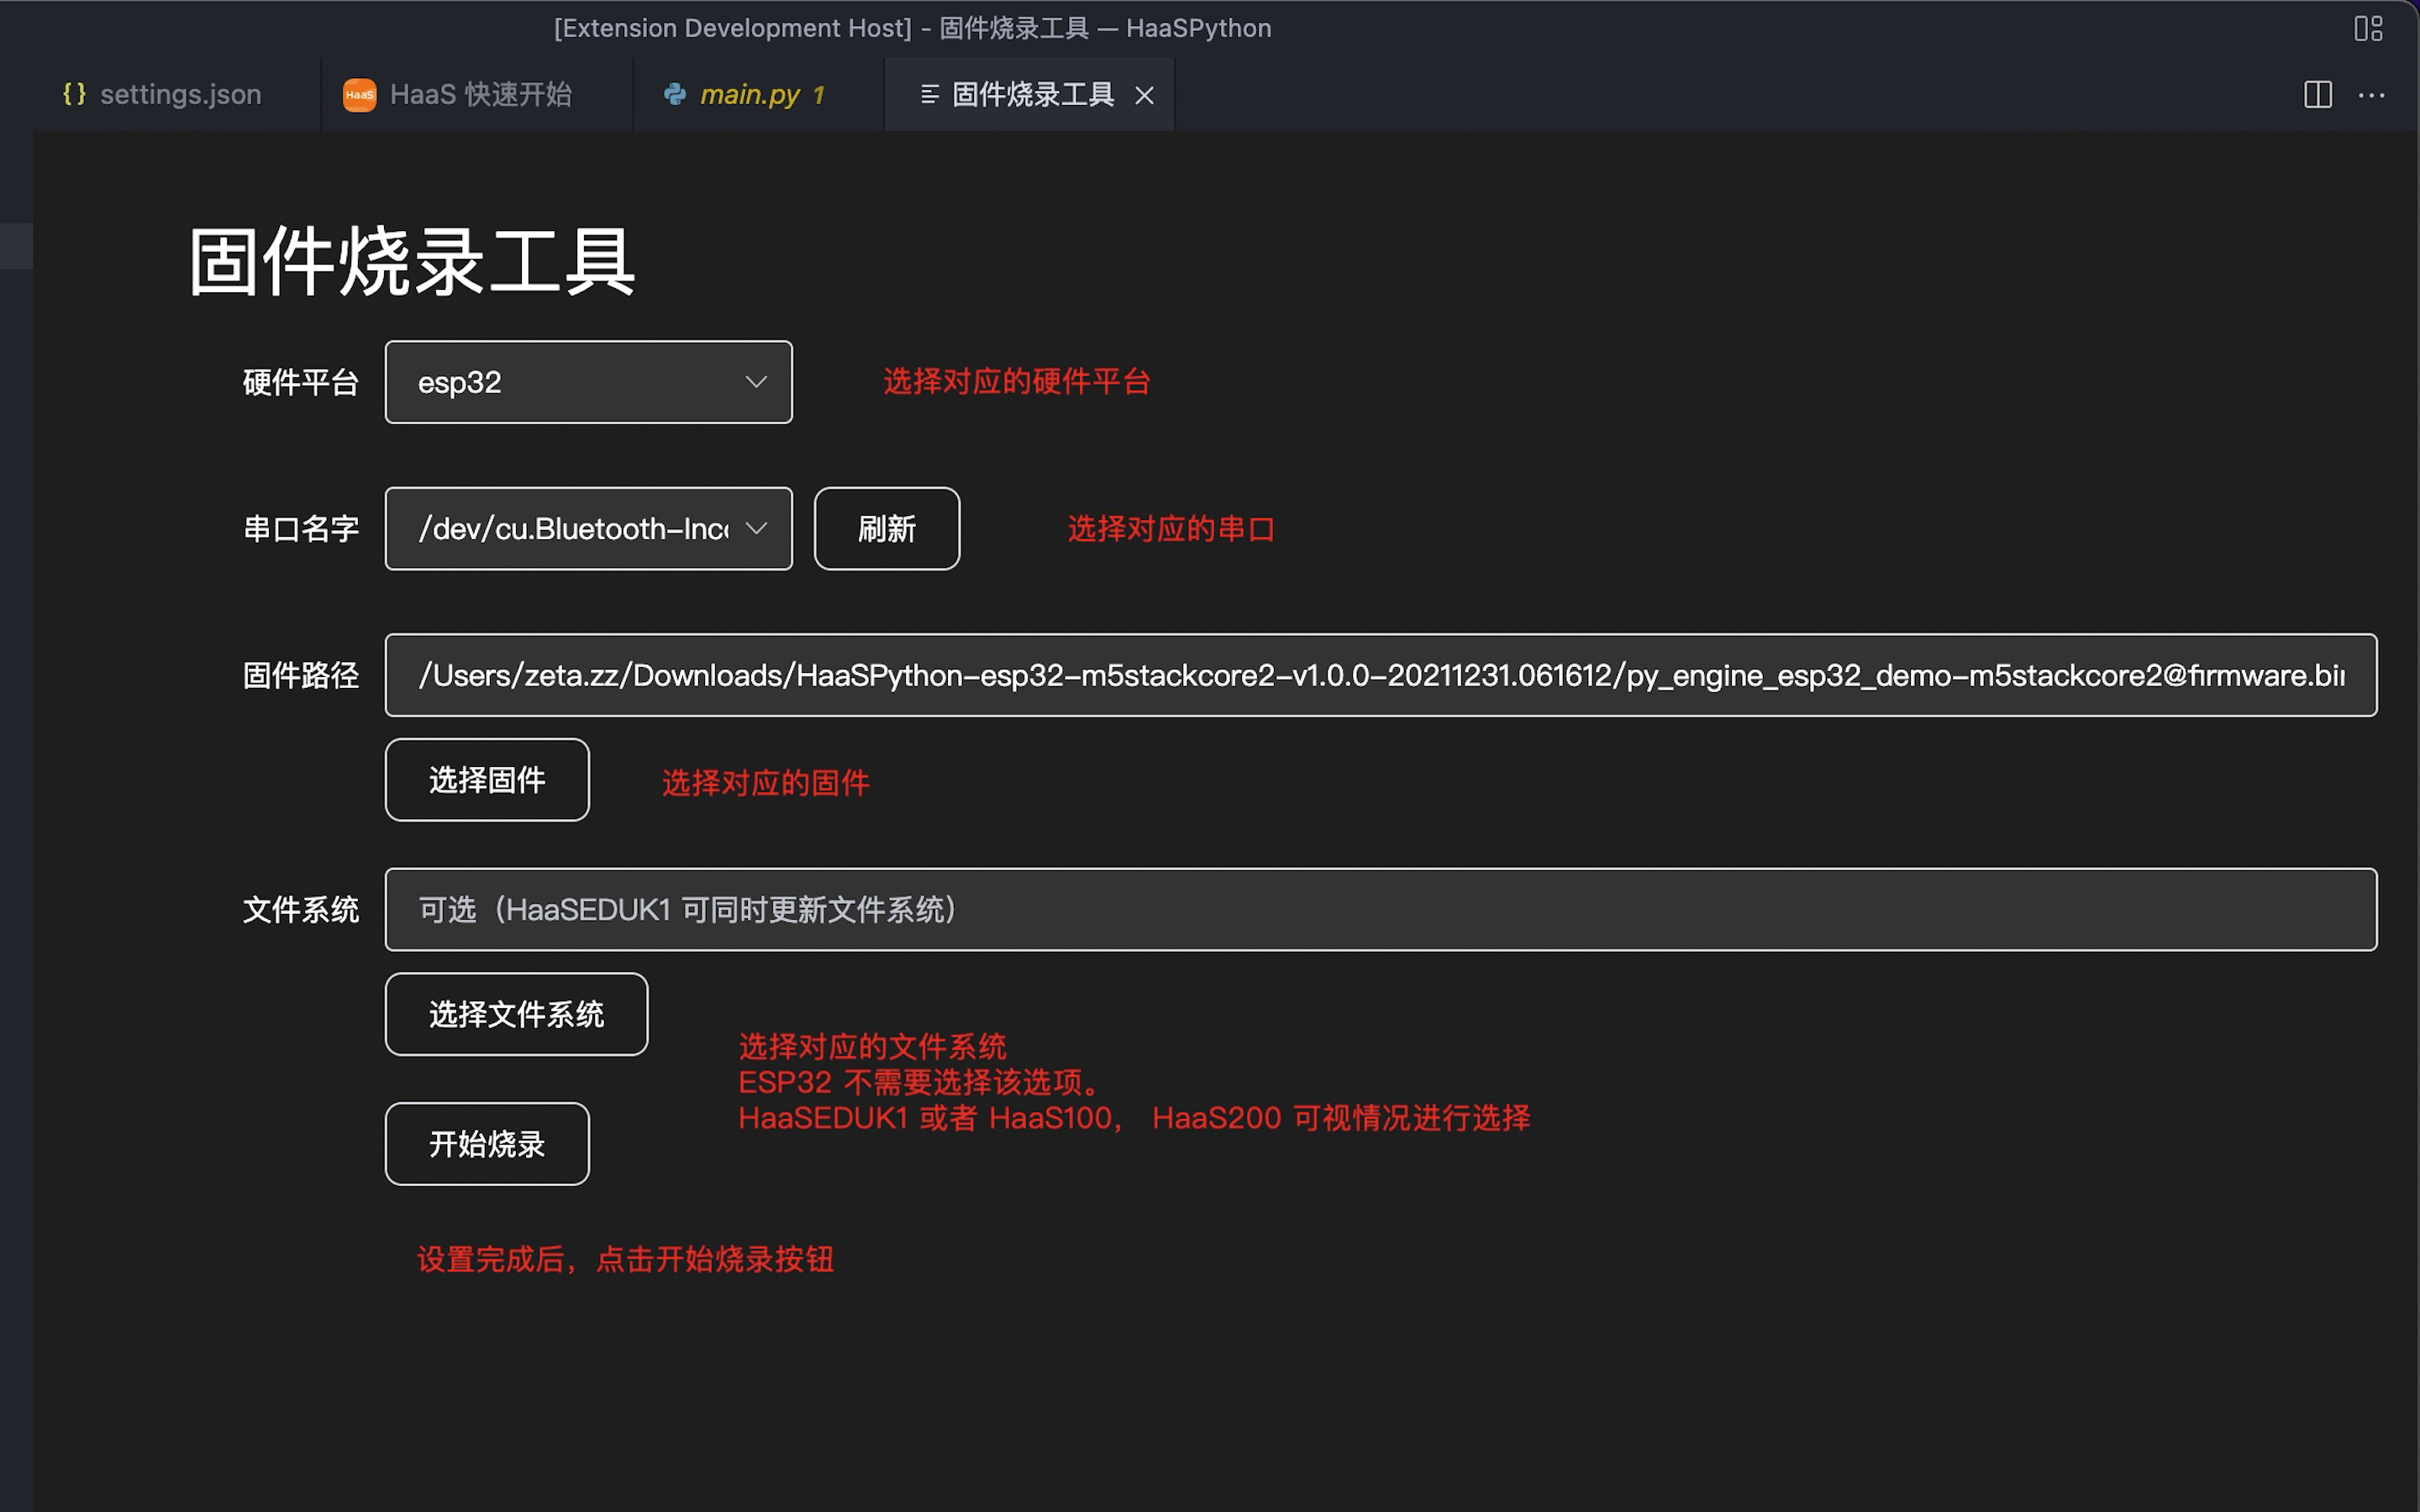 [Extension Development Host] - 固件烧录工具 — HaaSPython
{} settings.json
HaaS HaaS 快速开始
main.py 1
固件烧录工具
固件烧录工具
硬件平台 esp32 选择对应的硬件平台
串口名字 /dev/cu.Bluetooth-Inc 刷新 选择对应的串口
固件路径 /Users/zeta.zz/Downloads/HaaSPython-esp32-m5stackcore2-v1.0.0-20211231.061612/py_engine_esp32_demo-m5stackcore2@firmware.bin
选择固件 选择对应的固件
文件系统 可选（HaaSEDUK1 可同时更新文件系统）
选择文件系统
选择对应的文件系统
ESP32 不需要选择该选项。
HaaSEDUK1 或者 HaaS100， HaaS200 可视情况进行选择
开始烧录
设置完成后，点击开始烧录按钮